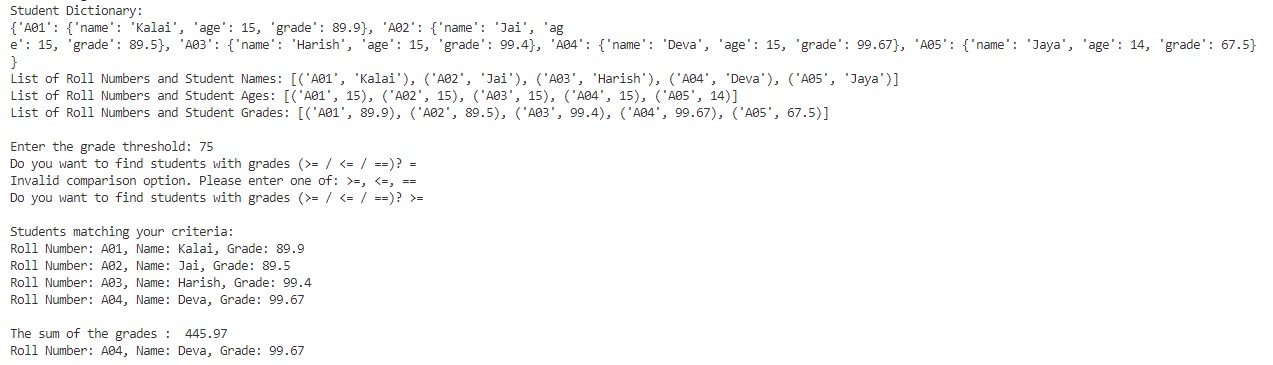 Student Dictionary:
{'A01': {'name': 'Kalai', 'age': 15, 'grade': 89.9}, 'A02': {'name': 'Jai', 'ag
e': 15, 'grade': 89.5}, 'A03': {'name': 'Harish', 'age': 15, 'grade': 99.4}, 'A04': {'name': 'Deva', 'age': 15, 'grade': 99.67}, 'A05': {'name': 'Jaya', 'age': 14, 'grade': 67.5}
}
List of Roll Numbers and Student Names: [('A01', 'Kalai'), ('A02', 'Jai'), ('A03', 'Harish'), ('A04', 'Deva'), ('A05', 'Jaya')]
List of Roll Numbers and Student Ages: [('A01', 15), ('A02', 15), ('A03', 15), ('A04', 15), ('A05', 14)]
List of Roll Numbers and Student Grades: [('A01', 89.9), ('A02', 89.5), ('A03', 99.4), ('A04', 99.67), ('A05', 67.5)]
Enter the grade threshold: 75
Do you want to find students with grades (>= / <= / ==)? =
Invalid comparison option. Please enter one of: >=, <=, ==
Do you want to find students with grades (>= / <= / ==)? >=
Students matching your criteria:
Roll Number: A01, Name: Kalai, Grade: 89.9
Roll Number: A02, Name: Jai, Grade: 89.5
Roll Number: A03, Name: Harish, Grade: 99.4
Roll Number: A04, Name: Deva, Grade: 99.67
The sum of the grades :  445.97
Roll Number: A04, Name: Deva, Grade: 99.67